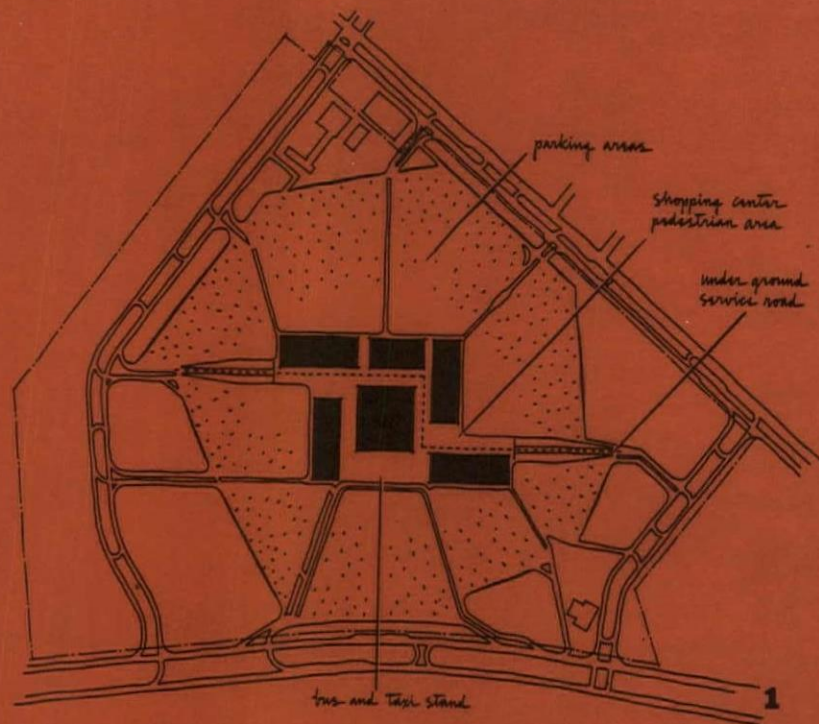 parking areas
shopping center
pedestrian area
under ground
service road
bus and taxi stand
1